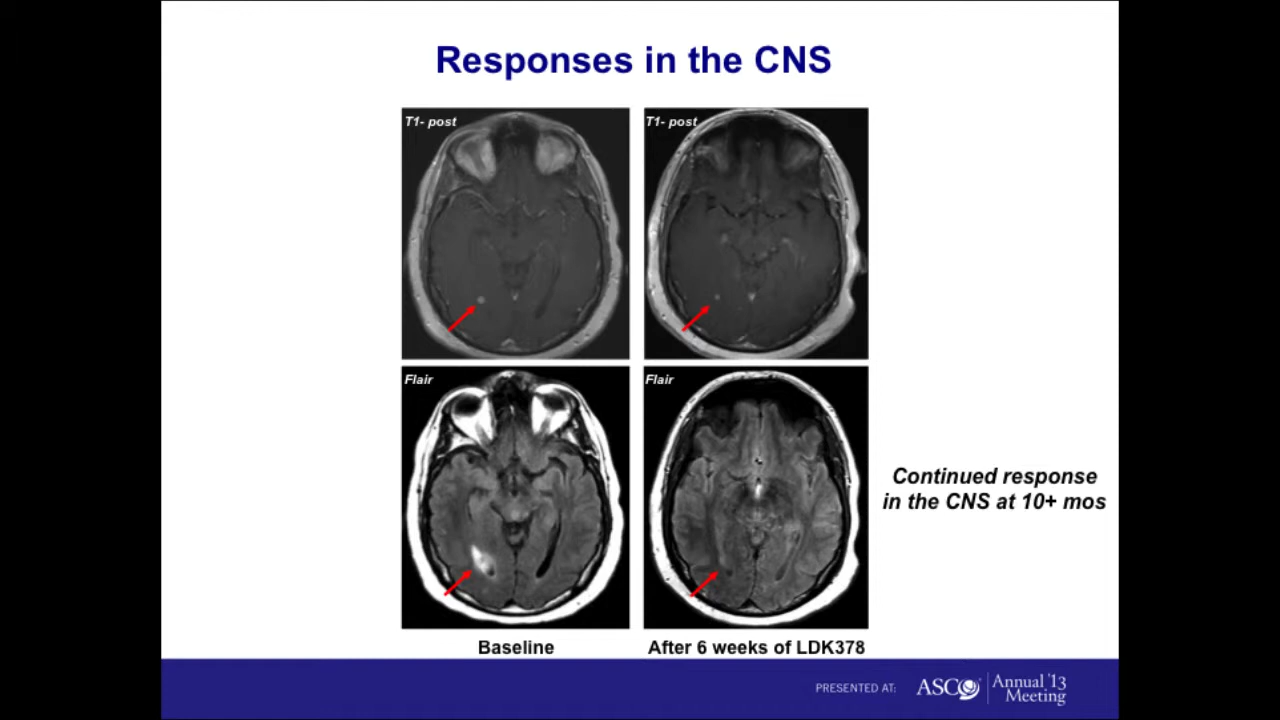 Responses in the CNS
T1- post
T1- post
Flair
Flair
Continued response
in the CNS at 10+ mos
Baseline
After 6 weeks of LDK378
PRESENTED AT:
ASCO
Annual '13
Meeting